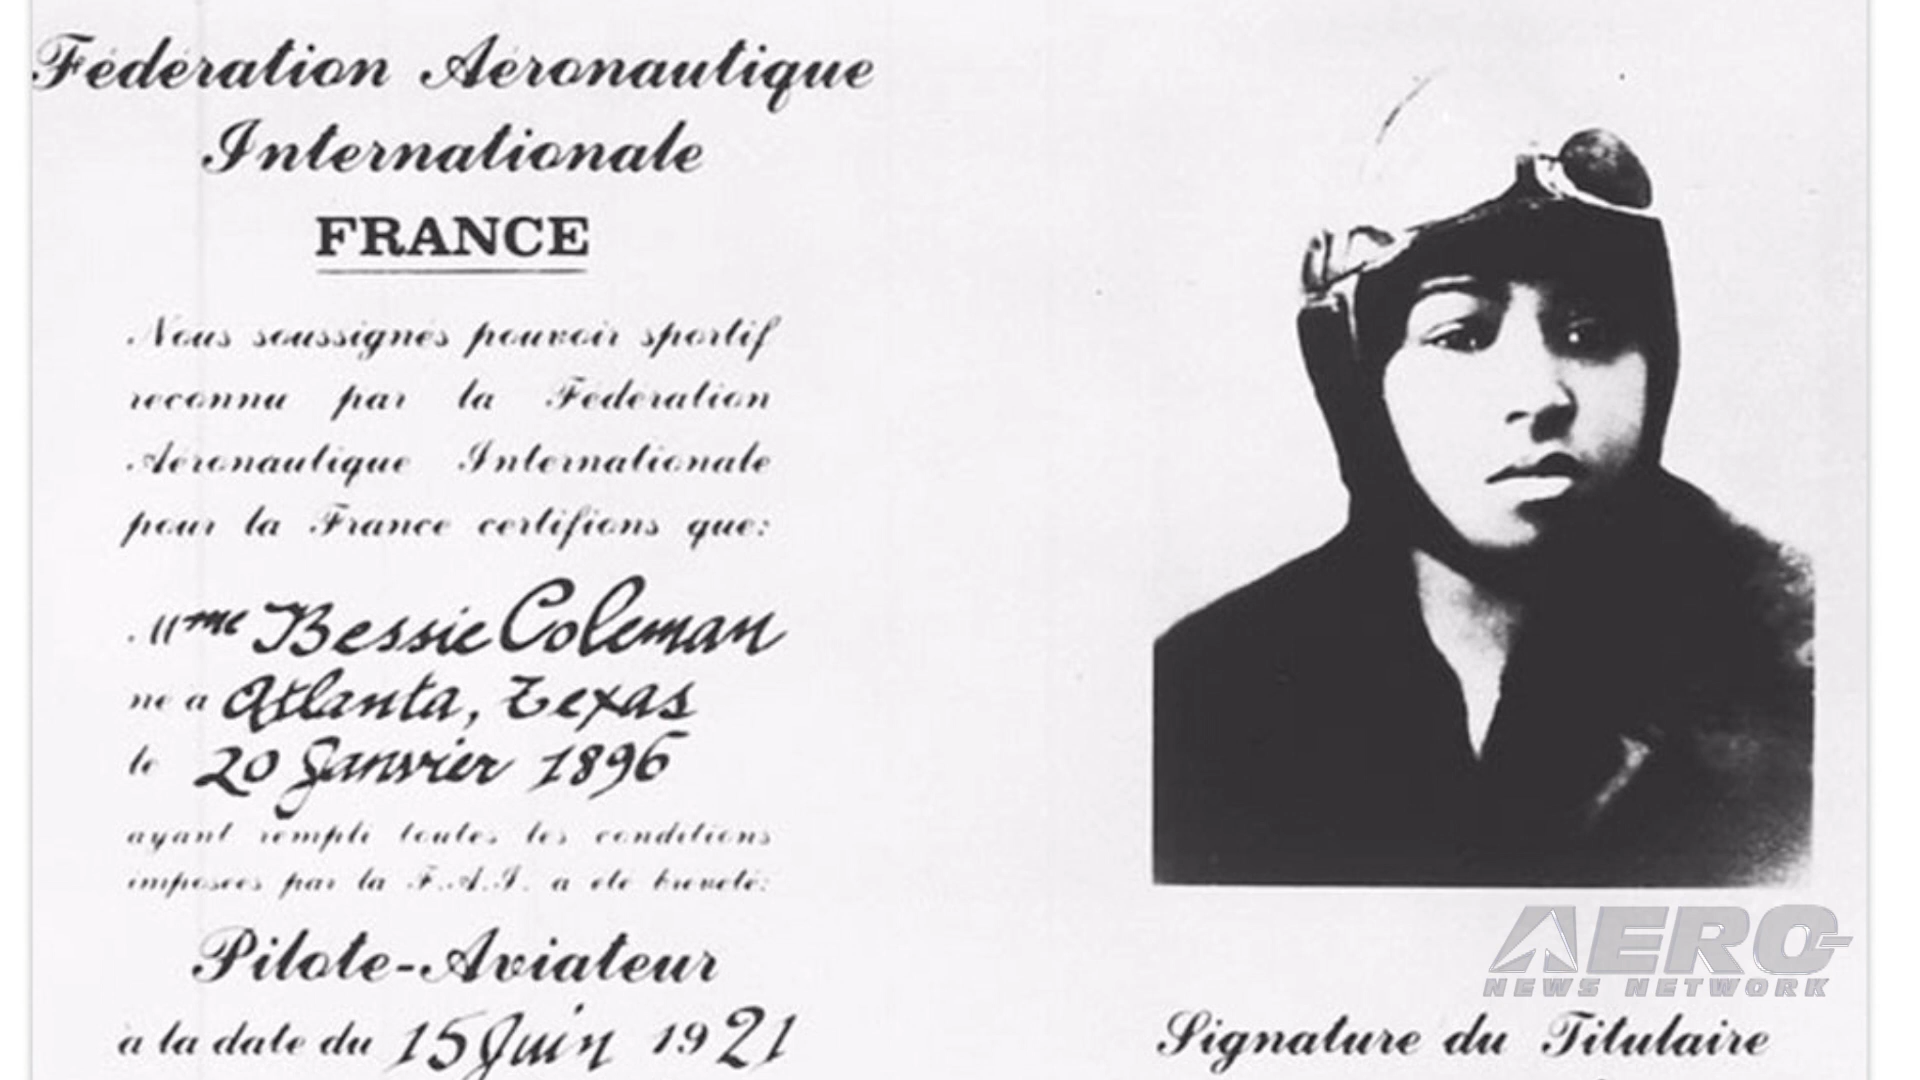 Fédération Aéronautique
Internationale
FRANCE
Nous soussignés pouvoir sportif
reconnu par la Fédération
Aéronautique Internationale
pour la France certifions que:
Mme Bessie Coleman
né à Atlanta, Texas
le 20 Janvier 1896
ayant rempli toutes les conditions
imposées par la F.A.I. a été breveté:
Pilote-Aviateur
à la date du 15 Juin 1921
AERO
NEWS NETWORK
Signature du Titulaire